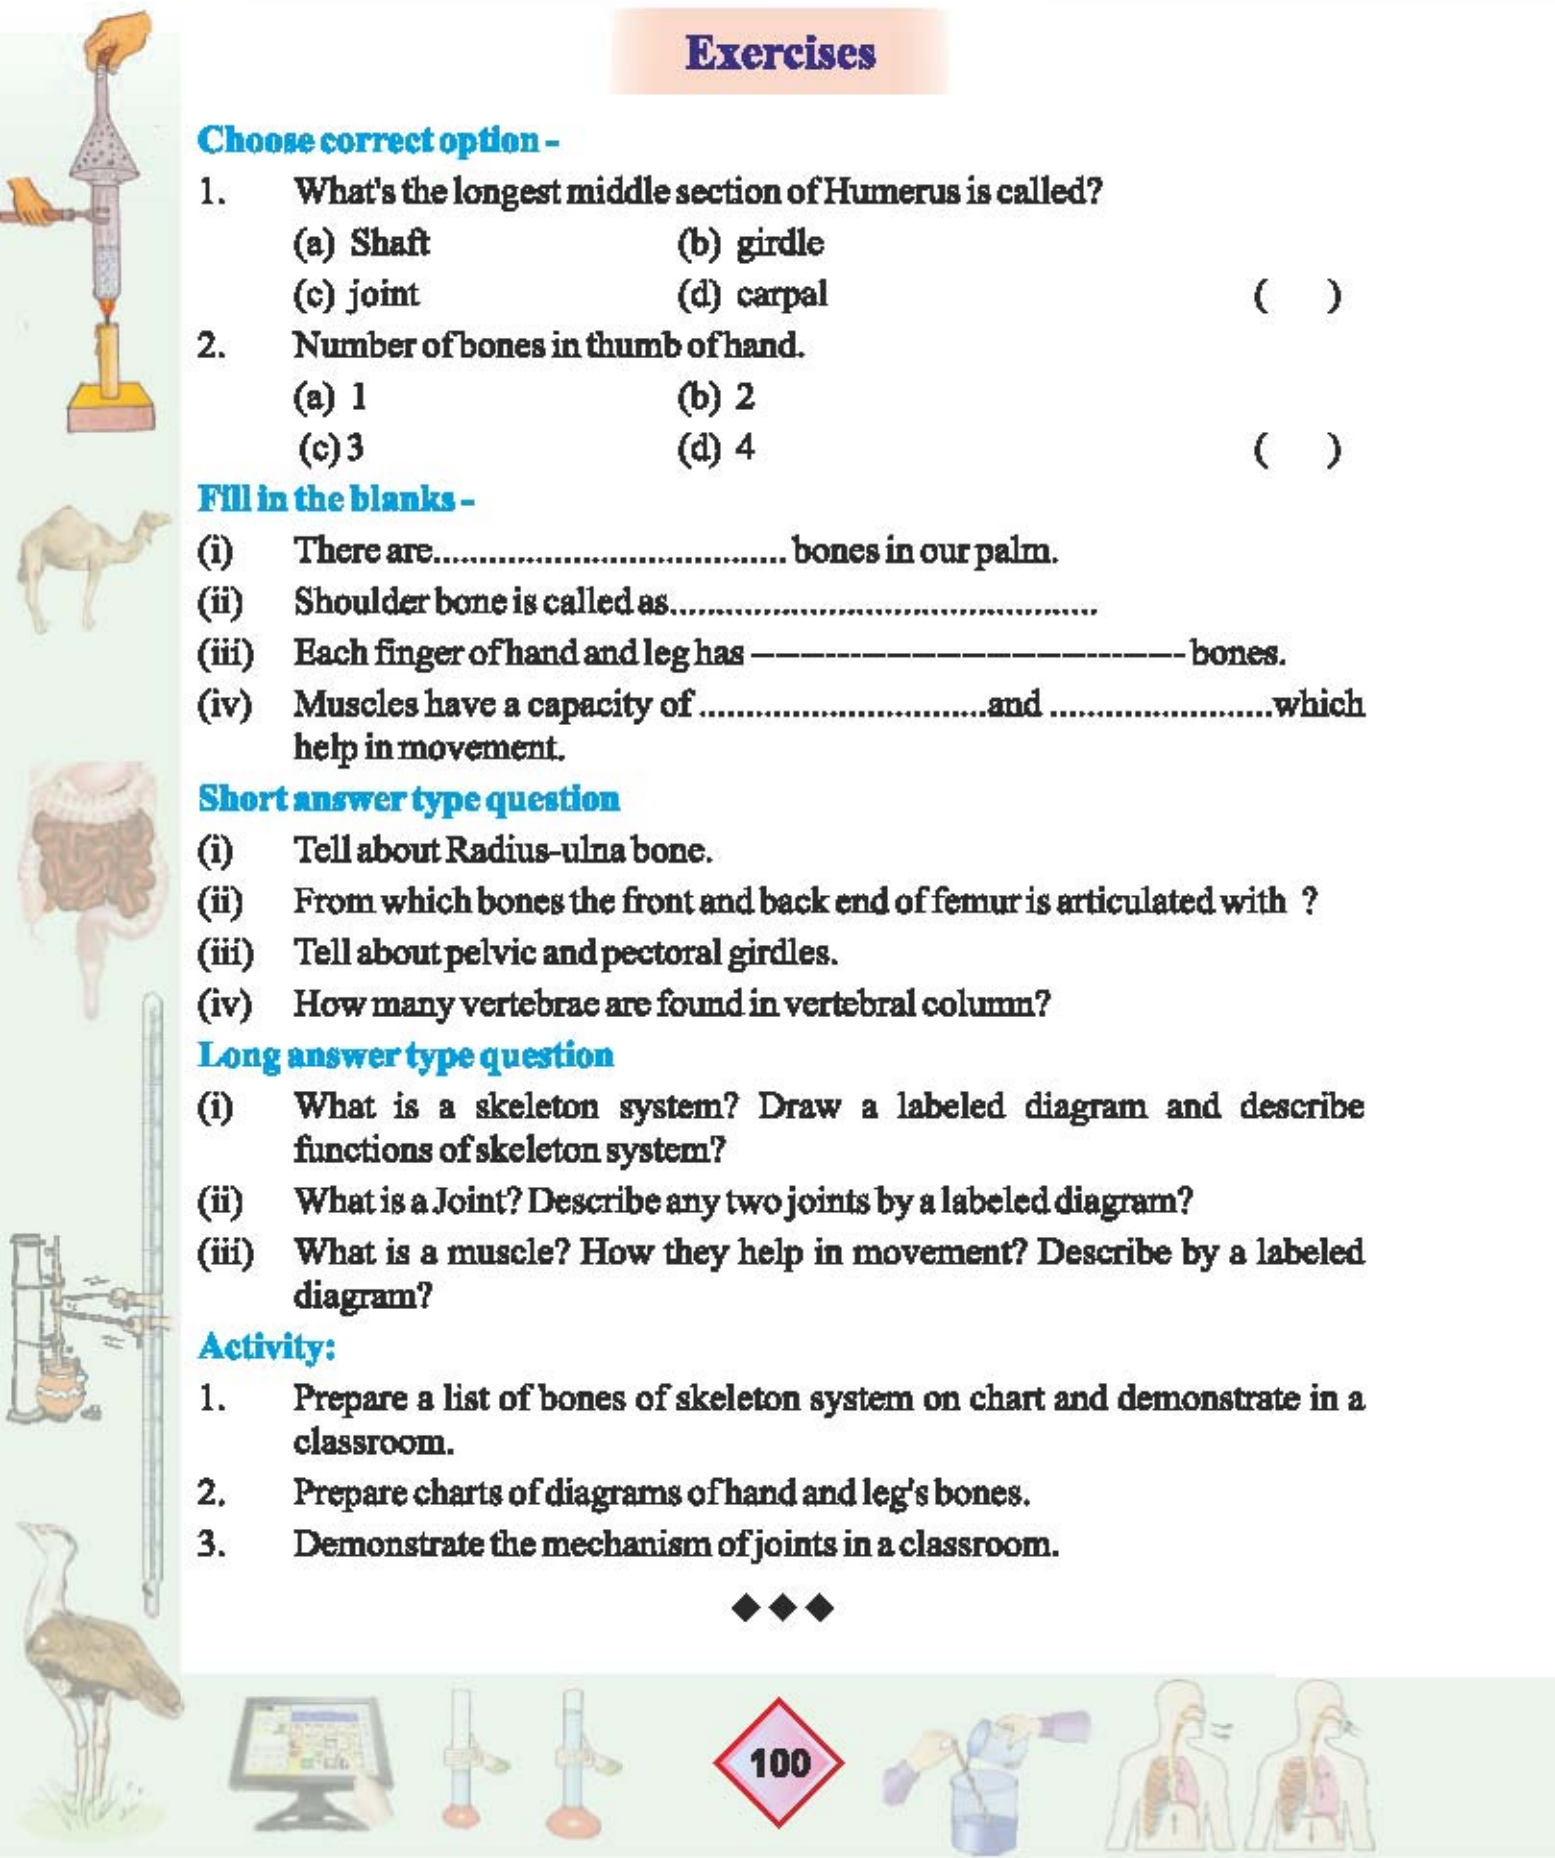 Exercises
Choose correct option -
1. What's the longest middle section of Humerus is called?
(a) Shaft (b) girdle
(c) joint (d) carpal ( )
2. Number of bones in thumb of hand.
(a) 1 (b) 2
(c) 3 (d) 4 ( )
Fill in the blanks -
(i) There are...................................... bones in our palm.
(ii) Shoulder bone is called as..............................................
(iii) Each finger of hand and leg has ------------------------------------ bones.
(iv) Muscles have a capacity of ...............................and ........................which
help in movement.
Short answer type question
(i) Tell about Radius-ulna bone.
(ii) From which bones the front and back end of femur is articulated with ?
(iii) Tell about pelvic and pectoral girdles.
(iv) How many vertebrae are found in vertebral column?
Long answer type question
(i) What is a skeleton system? Draw a labeled diagram and describe
functions of skeleton system?
(ii) What is a Joint? Describe any two joints by a labeled diagram?
(iii) What is a muscle? How they help in movement? Describe by a labeled
diagram?
Activity:
1. Prepare a list of bones of skeleton system on chart and demonstrate in a
classroom.
2. Prepare charts of diagrams of hand and leg's bones.
3. Demonstrate the mechanism of joints in a classroom.
100